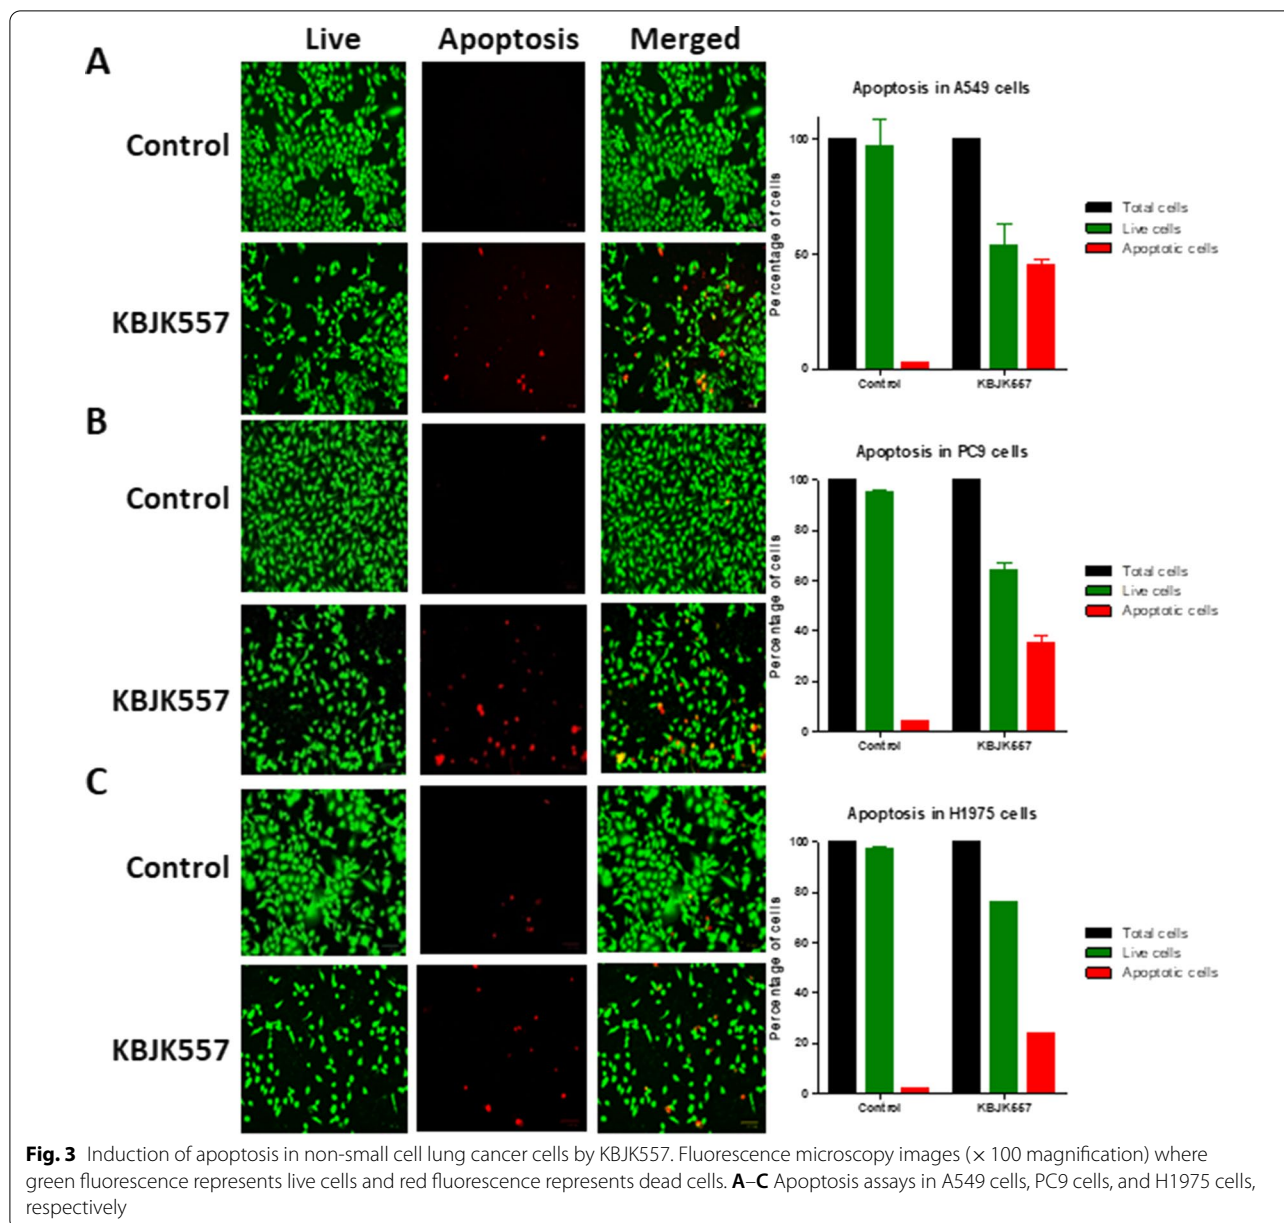 Live Apoptosis Merged
A
Control
KBJK557
Apoptosis in A549 cells
Percentage of cells
100
50
0
Control KBJK557
Total cells
Live cells
Apoptotic cells
B
Control
KBJK557
Apoptosis in PC9 cells
Percentage of cells
100
80
60
40
20
0
Control KBJK557
Total cells
Live cells
Apoptotic cells
C
Control
KBJK557
Apoptosis in H1975 cells
Percentage of cells
100
80
60
40
20
0
Control KBJK557
Total cells
Live cells
Apoptotic cells
Fig. 3 Induction of apoptosis in non-small cell lung cancer cells by KBJK557. Fluorescence microscopy images (× 100 magnification) where
green fluorescence represents live cells and red fluorescence represents dead cells. A–C Apoptosis assays in A549 cells, PC9 cells, and H1975 cells,
respectively